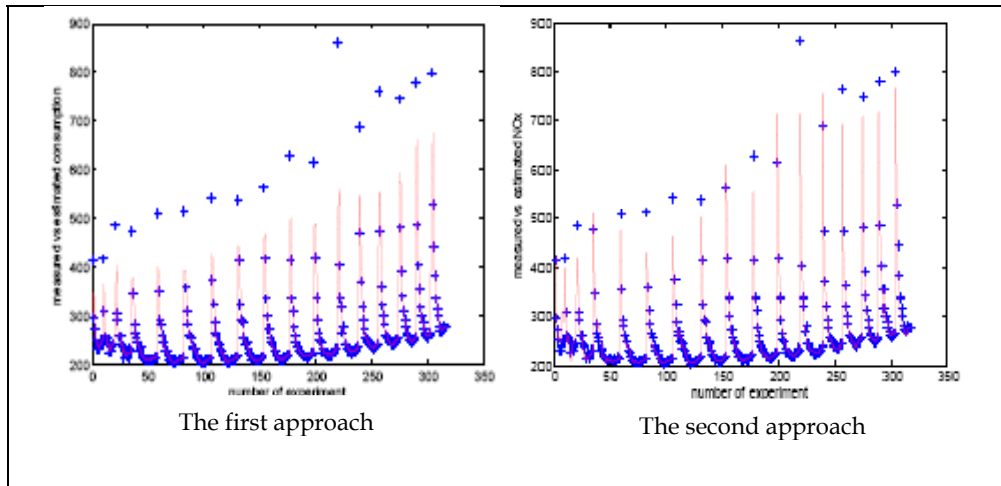 900
800
700
600
500
400
300
200
measured vs estimated consumption
0 50 100 150 200 250 300 350
number of experiment
The first approach
900
800
700
600
500
400
300
200
measured vs estimated NOx
0 50 100 150 200 250 300 350
number of experiment
The second approach